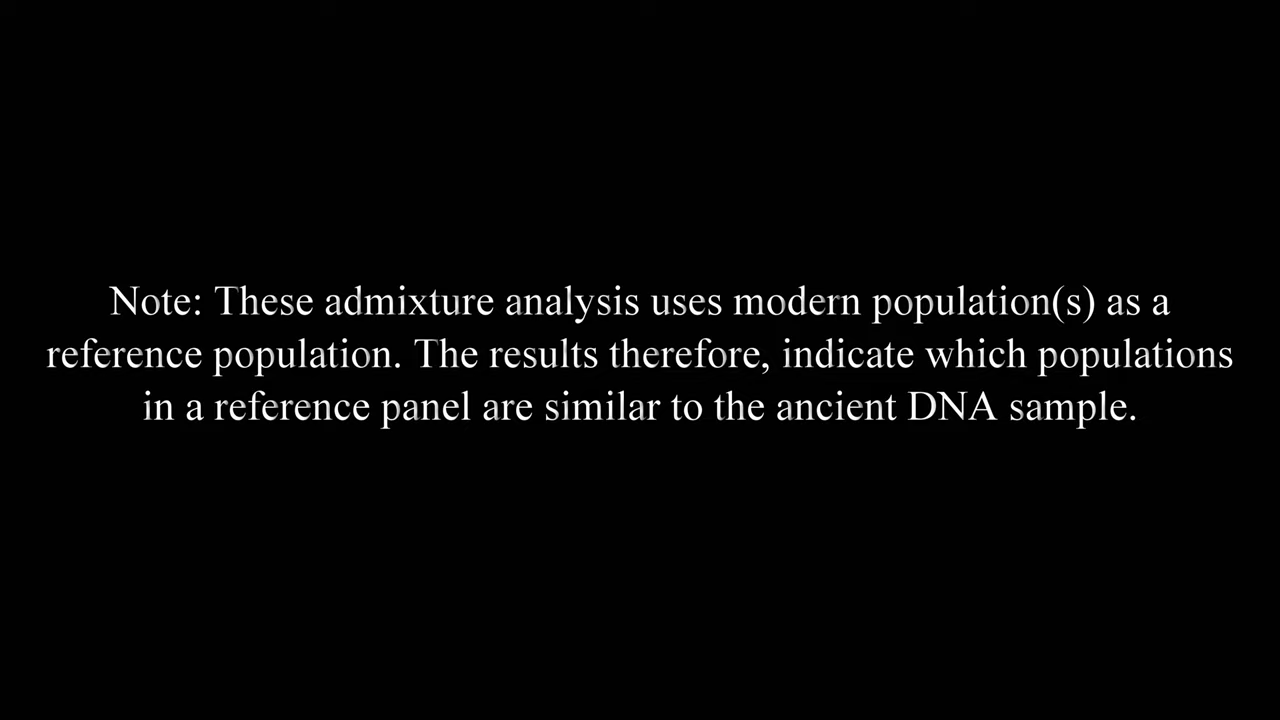 Note: These admixture analysis uses modern population(s) as a
reference population. The results therefore, indicate which populations
in a reference panel are similar to the ancient DNA sample.